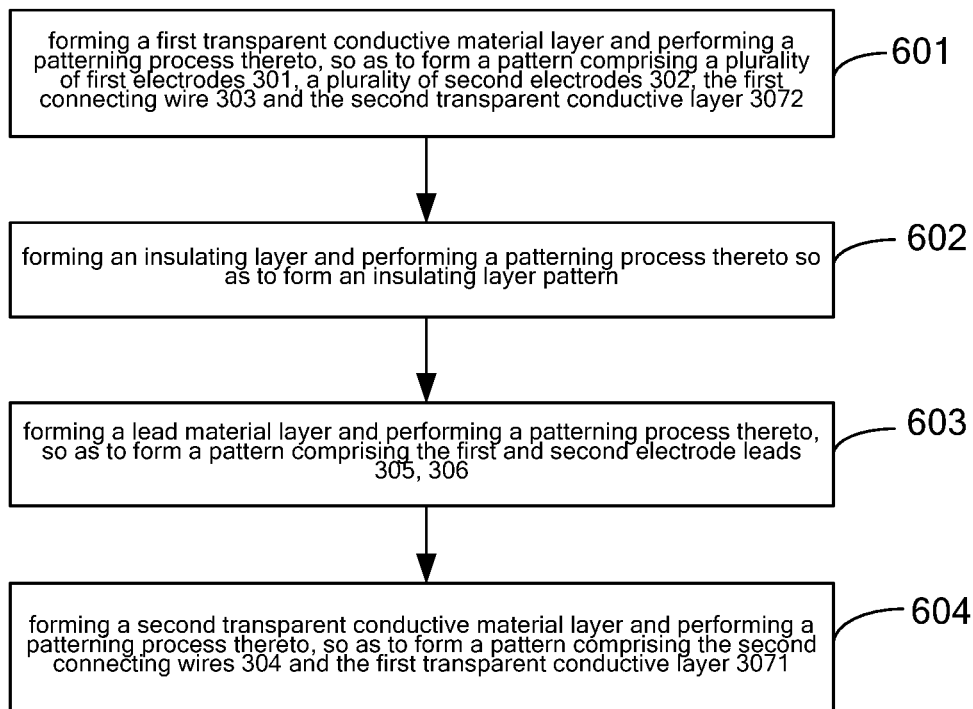 forming a first transparent conductive material layer and performing a
patterning process thereto, so as to form a pattern comprising a plurality
of first electrodes 301, a plurality of second electrodes 302, the first
connecting wire 303 and the second transparent conductive layer 3072
601
forming an insulating layer and performing a patterning process thereto so
as to form an insulating layer pattern
602
forming a lead material layer and performing a patterning process thereto,
so as to form a pattern comprising the first and second electrode leads
305, 306
603
forming a second transparent conductive material layer and performing a
patterning process thereto, so as to form a pattern comprising the second
connecting wires 304 and the first transparent conductive layer 3071
604